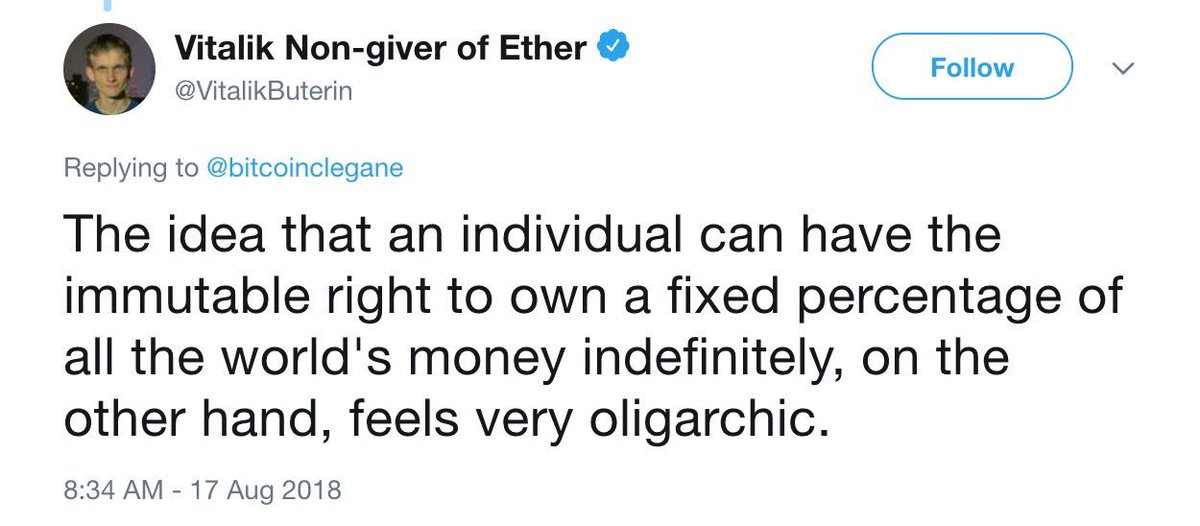 Vitalik Non-giver of Ether
@VitalikButerin
Follow
Replying to @bitcoinclegane
The idea that an individual can have the
immutable right to own a fixed percentage of
all the world's money indefinitely, on the
other hand, feels very oligarchic.
8:34 AM - 17 Aug 2018